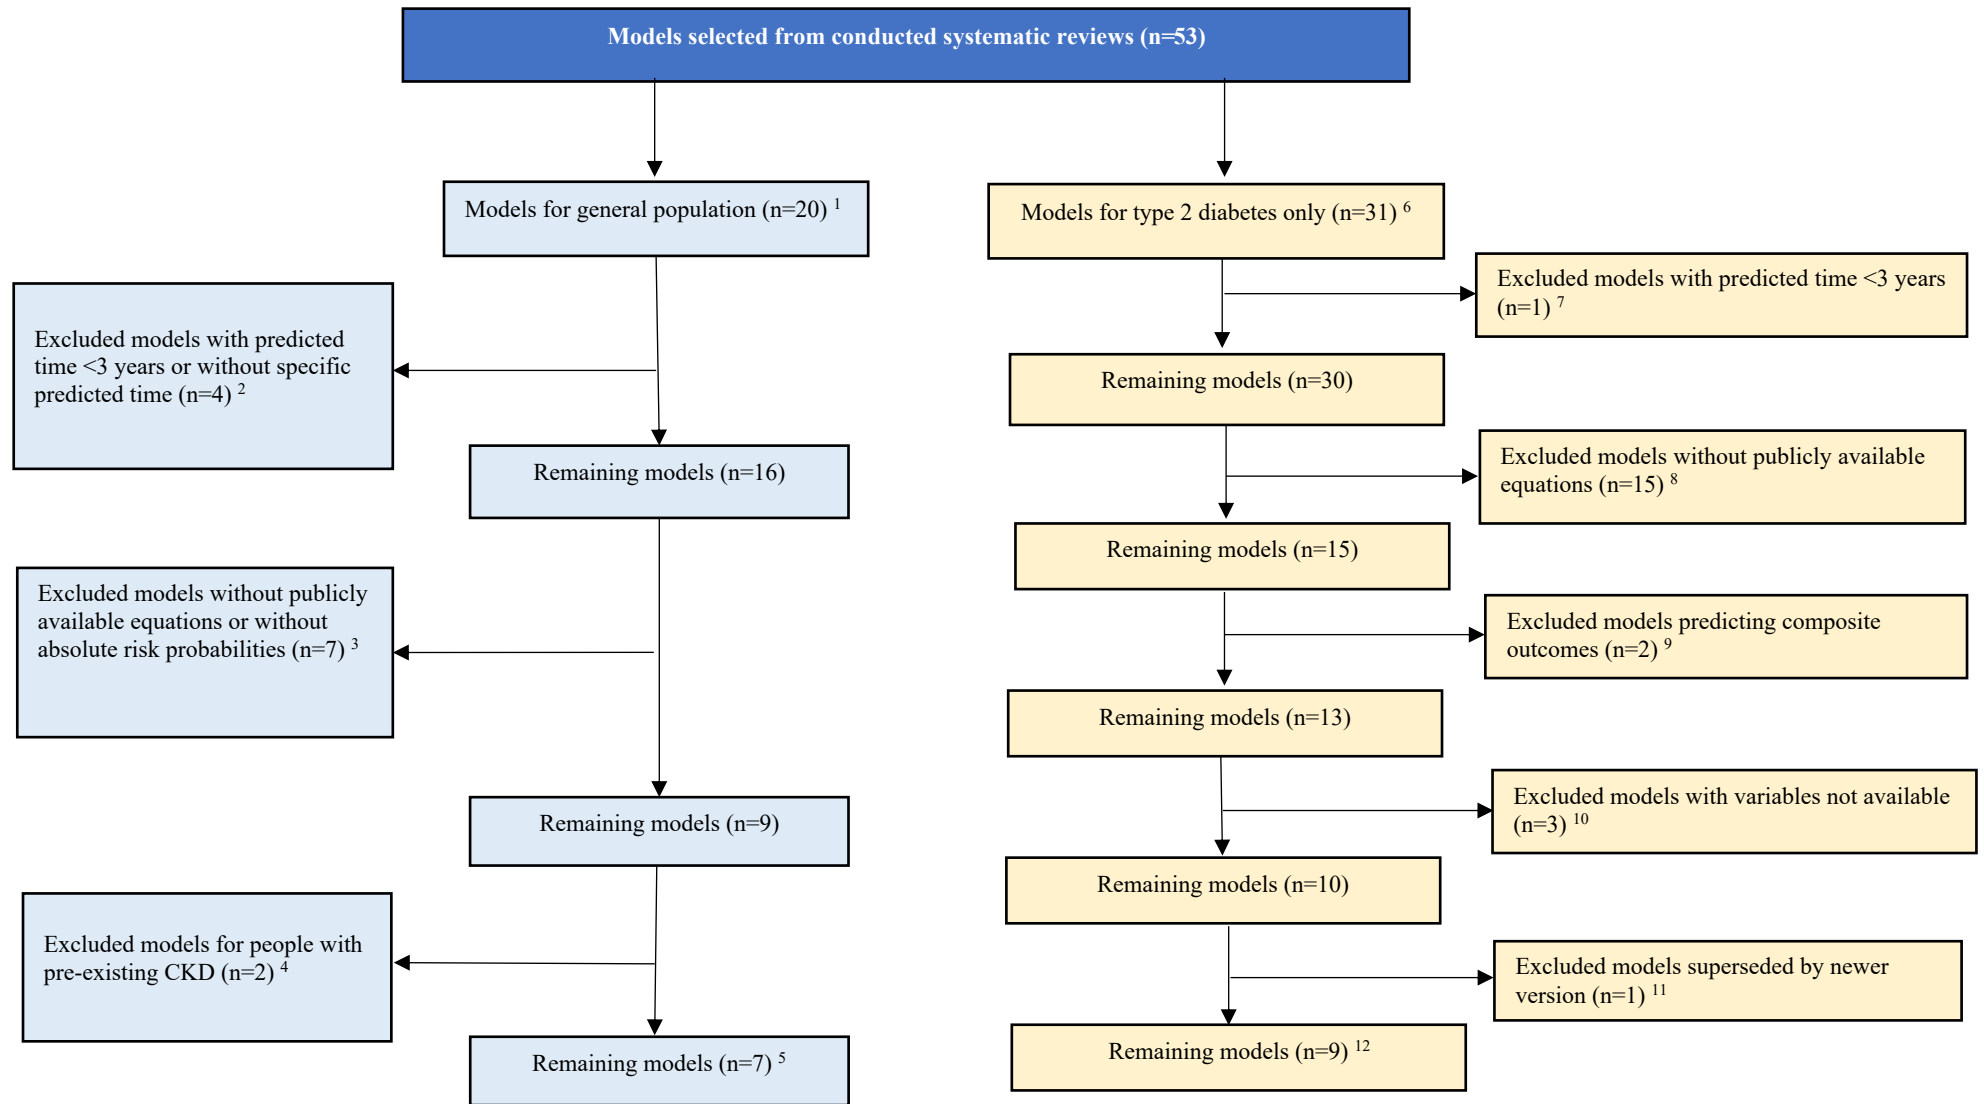 Models selected from conducted systematic reviews (n=53)
Models for general population (n=20) 1
Excluded models with predicted
time <3 years or without specific
predicted time (n=4) 2
Remaining models (n=16)
Excluded models without publicly
available equations or without
absolute risk probabilities (n=7) 3
Remaining models (n=9)
Excluded models for people with
pre-existing CKD (n=2) 4
Remaining models (n=7) 5
Models for type 2 diabetes only (n=31) 6
Excluded models with predicted time <3 years
(n=1) 7
Remaining models (n=30)
Excluded models without publicly available
equations (n=15) 8
Remaining models (n=15)
Excluded models predicting composite
outcomes (n=2) 9
Remaining models (n=13)
Excluded models with variables not available
(n=3) 10
Remaining models (n=10)
Excluded models superseded by newer
version (n=1) 11
Remaining models (n=9) 12